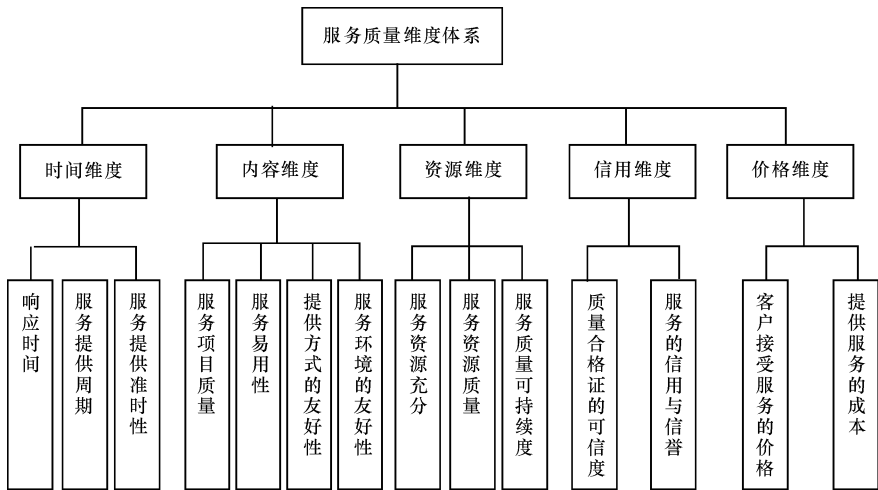 服务质量维度体系
时间维度
内容维度
资源维度
信用维度
价格维度
响应时间
服务提供周期
服务提供准时性
服务项目质量
服务易用性
提供方式的友好性
服务环境的友好性
服务资源充分
服务资源质量
服务质量可持续度
质量合格证的可信度
服务的信用与信誉
客户接受服务的价格
提供服务的成本